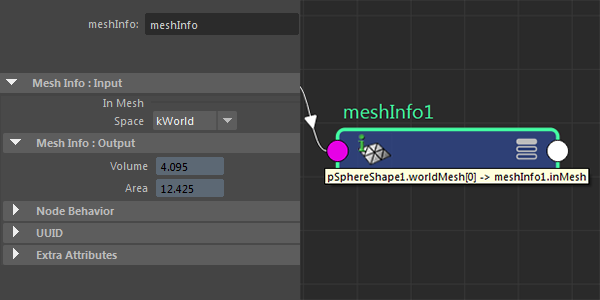 meshInfo: meshInfo
Mesh Info : Input
In Mesh
Space kWorld
Mesh Info : Output
Volume 4.095
Area 12.425
Node Behavior
UUID
Extra Attributes
meshInfo1
pSphereShape1.worldMesh[0] -> meshInfo1.inMesh